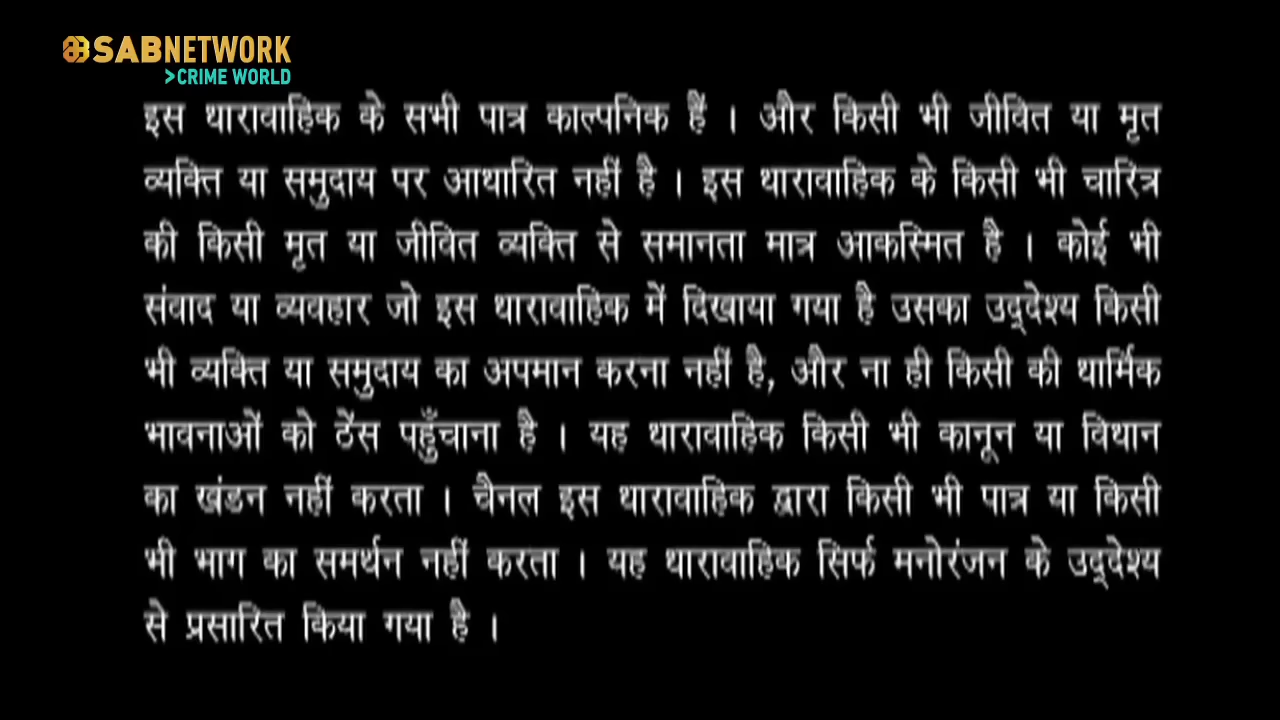 SABNETWORK
>CRIME WORLD
इस धारावाहिक के सभी पात्र काल्पनिक हैं । और किसी भी जीवित या मृत
व्यक्ति या समुदाय पर आधारित नहीं है । इस धारावाहिक के किसी भी चारित्र
की किसी मृत या जीवित व्यक्ति से समानता मात्र आकस्मित है । कोई भी
संवाद या व्यवहार जो इस धारावाहिक में दिखाया गया है उसका उद्देश्य किसी
भी व्यक्ति या समुदाय का अपमान करना नहीं है, और ना ही किसी की धार्मिक
भावनाओं को ठेंस पहुँचाना है । यह धारावाहिक किसी भी कानून या विधान
का खंडन नहीं करता । चैनल इस धारावाहिक द्वारा किसी भी पात्र या किसी
भी भाग का समर्थन नहीं करता । यह धारावाहिक सिर्फ मनोरंजन के उद्देश्य
से प्रसारित किया गया है ।